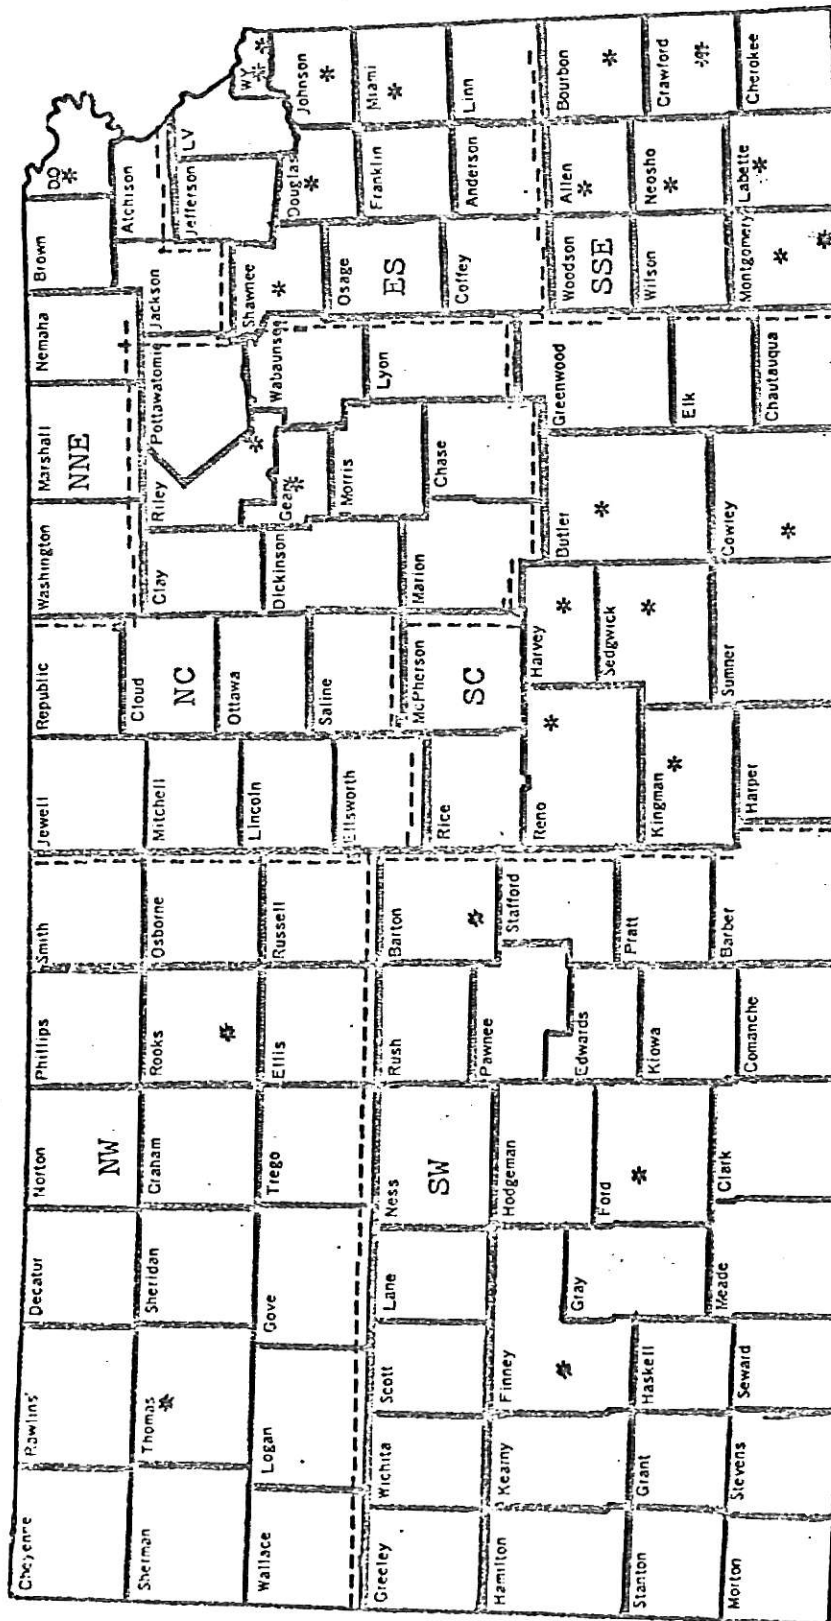 Cheyenne
Rawlins
Decatur
Norton
Phillips
Smith
Jewell
Republic
Washington
Marshall
Nemaha
Brown
DO
NW
NNE
Sherman
Thomas
Sheridan
Graham
Rooks
Osborne
Mitchell
Cloud
NC
Clay
Riley
Pottawatomie
Jackson
Atchison
Jefferson
LV
WY
Wallace
Logan
Gove
Trego
Ellis
Russell
Lincoln
Ottawa
Saline
Ellsworth
Dickinson
Geary
Morris
Wabaunsee
Shawnee
Douglas
Johnson
Greeley
Wichita
Scott
Lane
Ness
SW
Rush
Barton
Rice
McPherson
SC
Marion
Chase
Lyon
Osage
ES
Coffey
Franklin
Miami
Anderson
Linn
Hamilton
Kearny
Finney
Gray
Hodgeman
Ford
Pawnee
Edwards
Stafford
Reno
Harvey
Sedgwick
Butler
Greenwood
Woodson
SSE
Allen
Bourbon
Stanton
Grant
Haskell
Kiowa
Pratt
Kingman
Elk
Wilson
Neosho
Crawford
Morton
Stevens
Seward
Meade
Clark
Comanche
Barber
Harper
Sumner
Cowley
Chautauqua
Montgomery
Labette
Cherokee